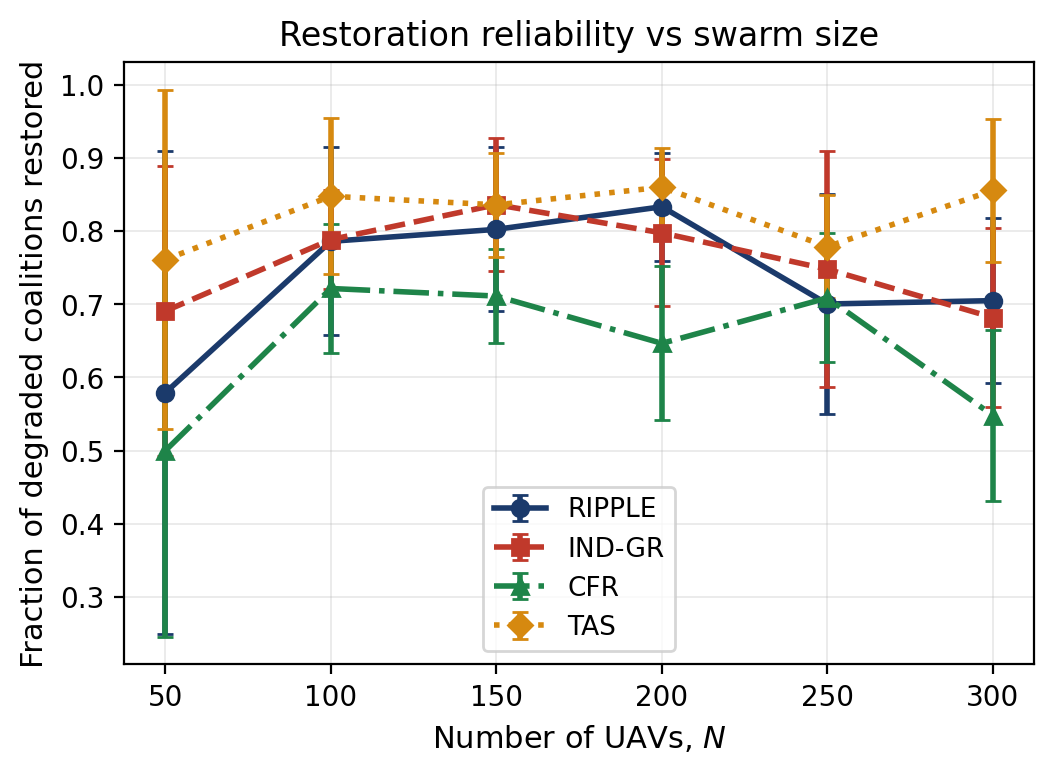 Restoration reliability vs swarm size
Fraction of degraded coalitions restored
1.0
0.9
0.8
0.7
0.6
0.5
0.4
0.3
RIPPLE
IND-GR
CFR
TAS
50 100 150 200 250 300
Number of UAVs, N